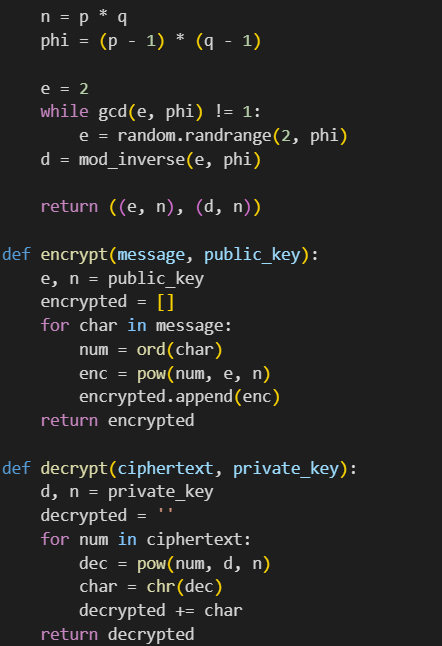 n = p * q
phi = (p - 1) * (q - 1)
e = 2
while gcd(e, phi) != 1:
e = random.randrange(2, phi)
d = mod_inverse(e, phi)
return ((e, n), (d, n))
def encrypt(message, public_key):
e, n = public_key
encrypted = []
for char in message:
num = ord(char)
enc = pow(num, e, n)
encrypted.append(enc)
return encrypted
def decrypt(ciphertext, private_key):
d, n = private_key
decrypted = ''
for num in ciphertext:
dec = pow(num, d, n)
char = chr(dec)
decrypted += char
return decrypted